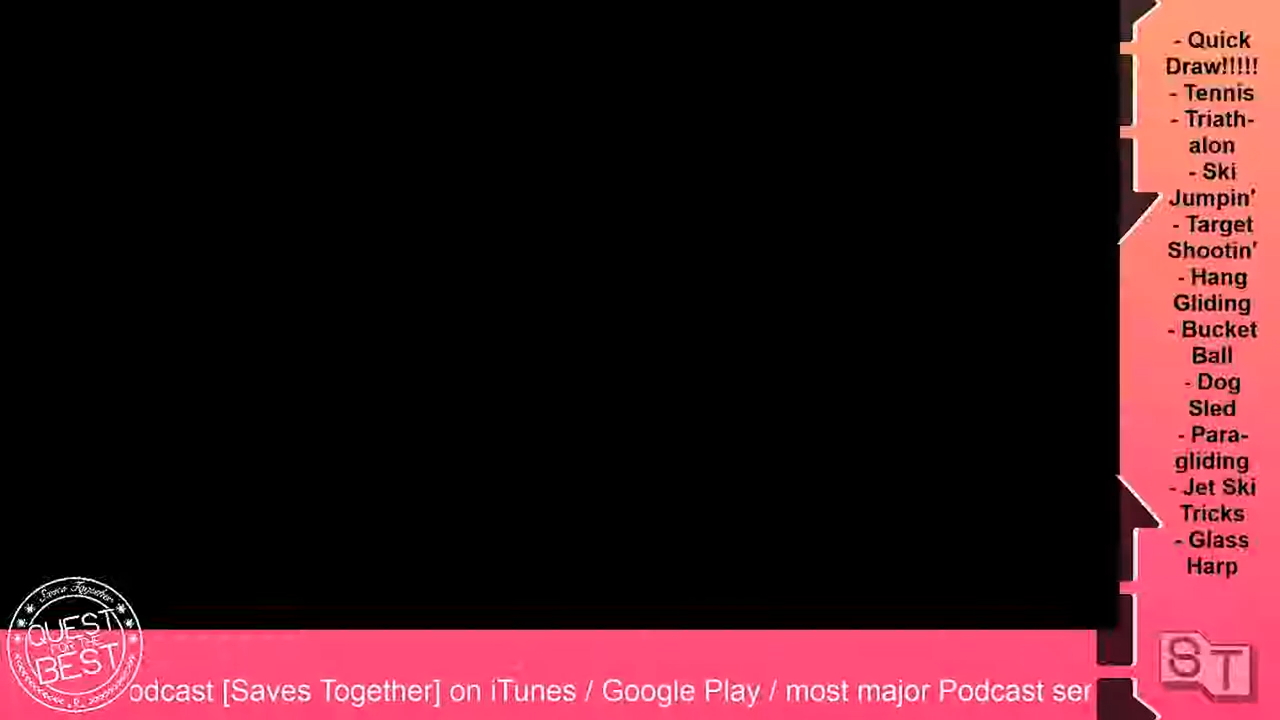 - Quick
Draw!!!!!
- Tennis
- Triath-
alon
- Ski
Jumpin'
- Target
Shootin'
- Hang
Gliding
- Bucket
Ball
- Dog
Sled
- Para-
gliding
- Jet Ski
Tricks
- Glass
Harp
Saves Together
QUEST
FOR THE
BEST
odcast [Saves Together] on iTunes / Google Play / most major Podcast ser
ST